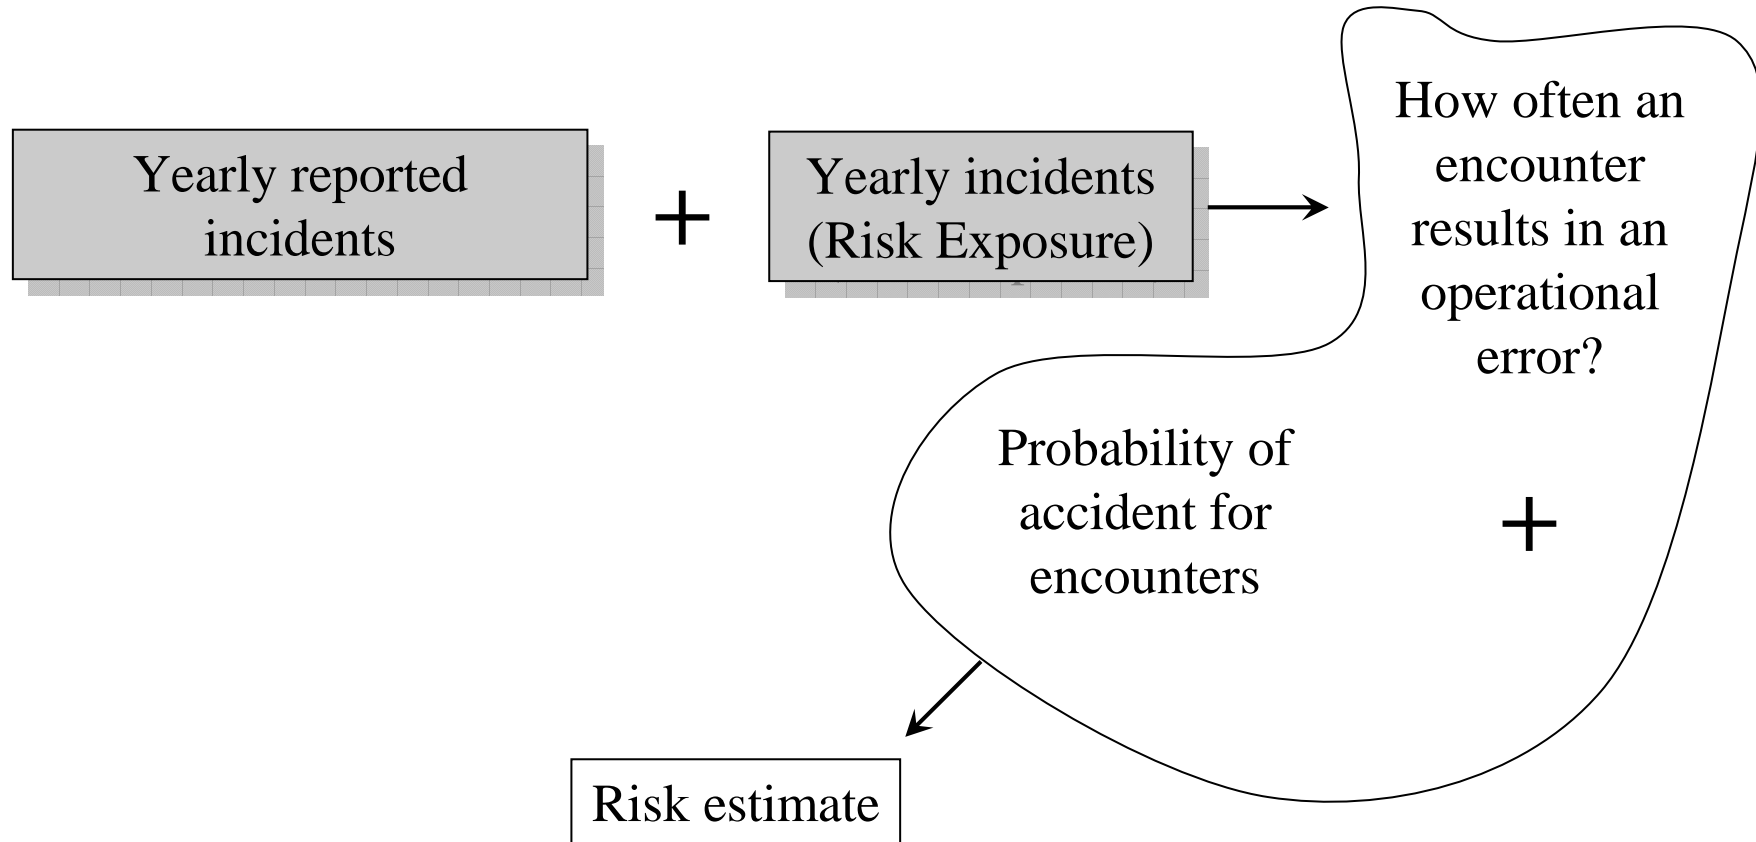 Yearly reported
incidents
+
Yearly incidents
(Risk Exposure)
How often an
encounter
results in an
operational
error?
+
Probability of
accident for
encounters
Risk estimate